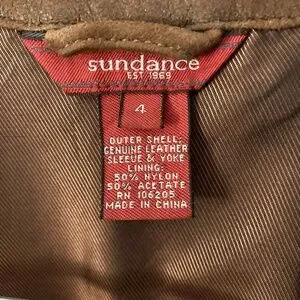 sundance
EST 1969
4
OUTER SHELL:
GENUINE LEATHER
SLEEVE & YOKE
LINING:
50% NYLON
50% ACETATE
RN 106205
MADE IN CHINA